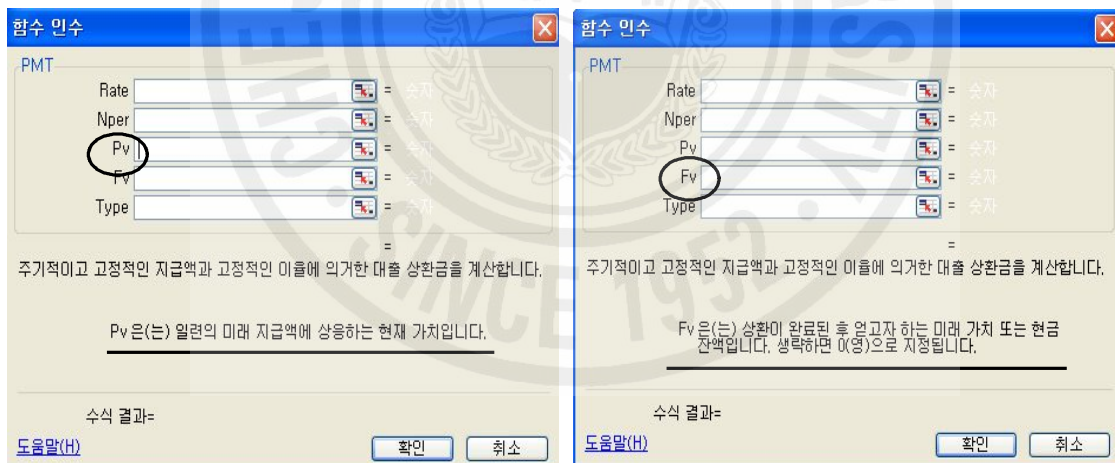 함수 인수
PMT
Rate = 숫자
Nper = 숫자
Pv = 숫자
Fv = 숫자
Type = 숫자
=
주기적이고 고정적인 지급액과 고정적인 이율에 의거한 대출 상환금을 계산합니다.
Pv 은(는) 일련의 미래 지급액에 상응하는 현재 가치입니다.
수식 결과=
도움말(H) 확인 취소
함수 인수
PMT
Rate = 숫자
Nper = 숫자
Pv = 숫자
Fv = 숫자
Type = 숫자
=
주기적이고 고정적인 지급액과 고정적인 이율에 의거한 대출 상환금을 계산합니다.
Fv 은(는) 상환이 완료된 후 얻고자 하는 미래 가치 또는 현금
잔액입니다. 생략하면 0(영)으로 지정됩니다.
수식 결과=
도움말(H) 확인 취소
SINCE 1952